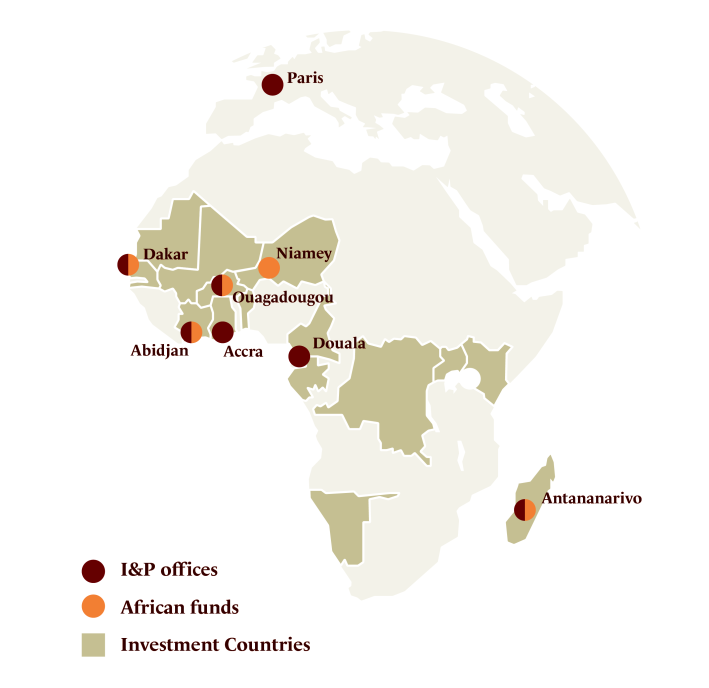 Paris
Dakar
Niamey
Ouagadougou
Abidjan
Accra
Douala
Antananarivo
I&P offices
African funds
Investment Countries